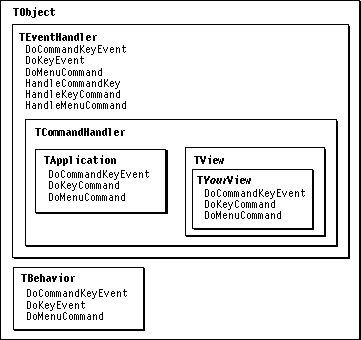 TObject
TEventHandler
DoCommandKeyEvent
DoKeyEvent
DoMenuCommand
HandleCommandKey
HandleKeyCommand
HandleMenuCommand
TCommandHandler
TApplication
DoCommandKeyEvent
DoKeyCommand
DoMenuCommand
TView
TYourView
DoCommandKeyEvent
DoKeyCommand
DoMenuCommand
TBehavior
DoCommandKeyEvent
DoKeyEvent
DoMenuCommand